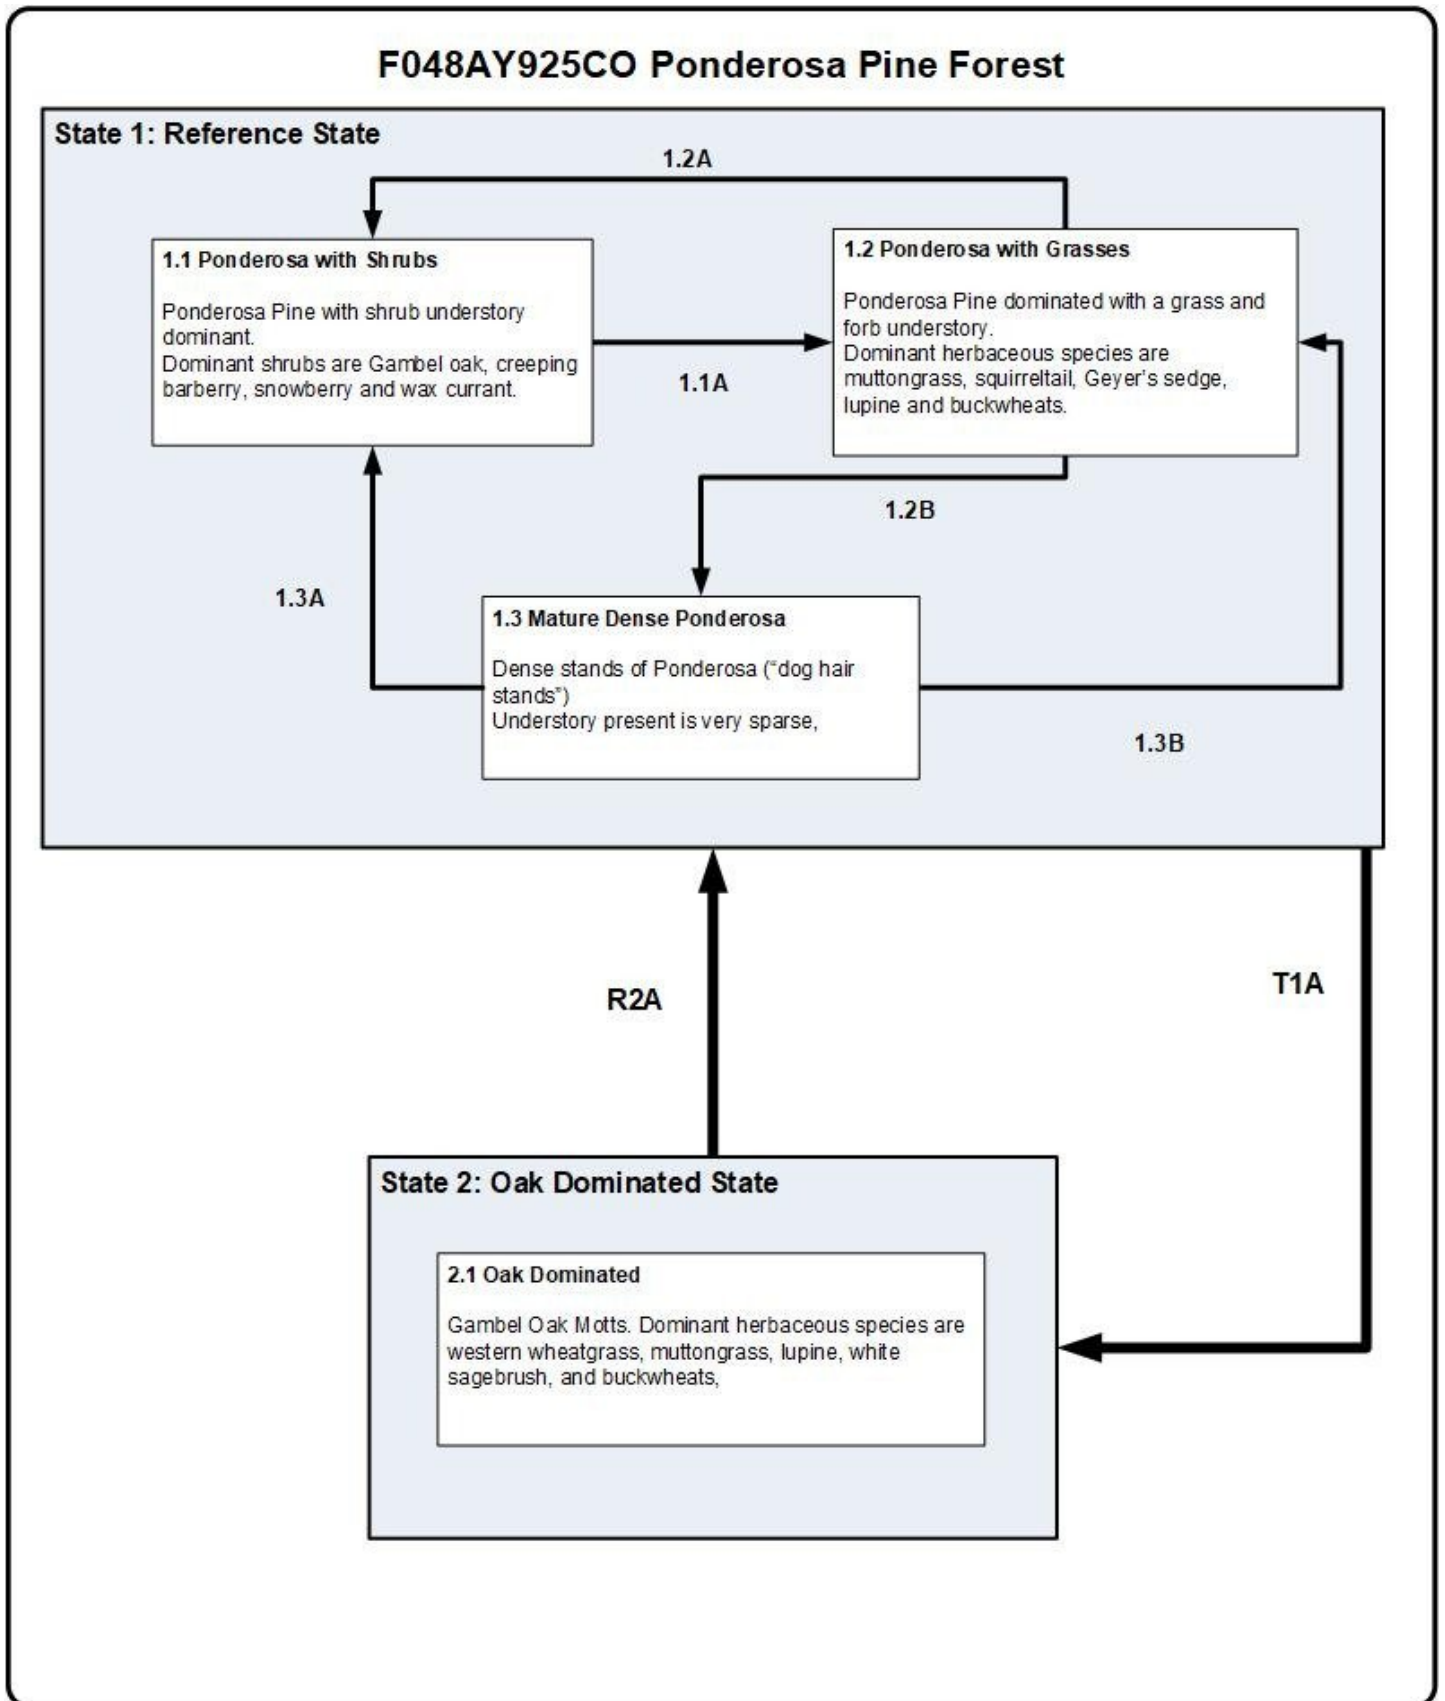 F048AY925CO Ponderosa Pine Forest
State 1: Reference State
1.2A
1.1 Ponderosa with Shrubs
Ponderosa Pine with shrub understory
dominant.
Dominant shrubs are Gambel oak, creeping
barberry, snowberry and wax currant.
1.1A
1.2 Ponderosa with Grasses
Ponderosa Pine dominated with a grass and
forb understory.
Dominant herbaceous species are
muttongrass, squirreltail, Geyer's sedge,
lupine and buckwheats.
1.2B
1.3A
1.3 Mature Dense Ponderosa
Dense stands of Ponderosa (“dog hair
stands”)
Understory present is very sparse,
1.3B
R2A
T1A
State 2: Oak Dominated State
2.1 Oak Dominated
Gambel Oak Motts. Dominant herbaceous species are
western wheatgrass, muttongrass, lupine, white
sagebrush, and buckwheats,